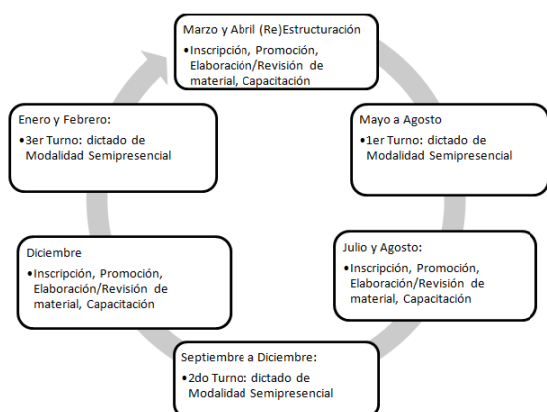 Marzo y Abril (Re)Estructuración
•Inscripción, Promoción,
Elaboración/Revisión de
material, Capacitación
Mayo a Agosto
•1er Turno: dictado de
Modalidad Semipresencial
Julio y Agosto:
•Inscripción, Promoción,
Elaboración/Revisión de
material, Capacitación
Septiembre a Diciembre:
•2do Turno: dictado de
Modalidad Semipresencial
Diciembre
•Inscripción, Promoción,
Elaboración/Revisión de
material, Capacitación
Enero y Febrero:
•3er Turno: dictado de
Modalidad Semipresencial